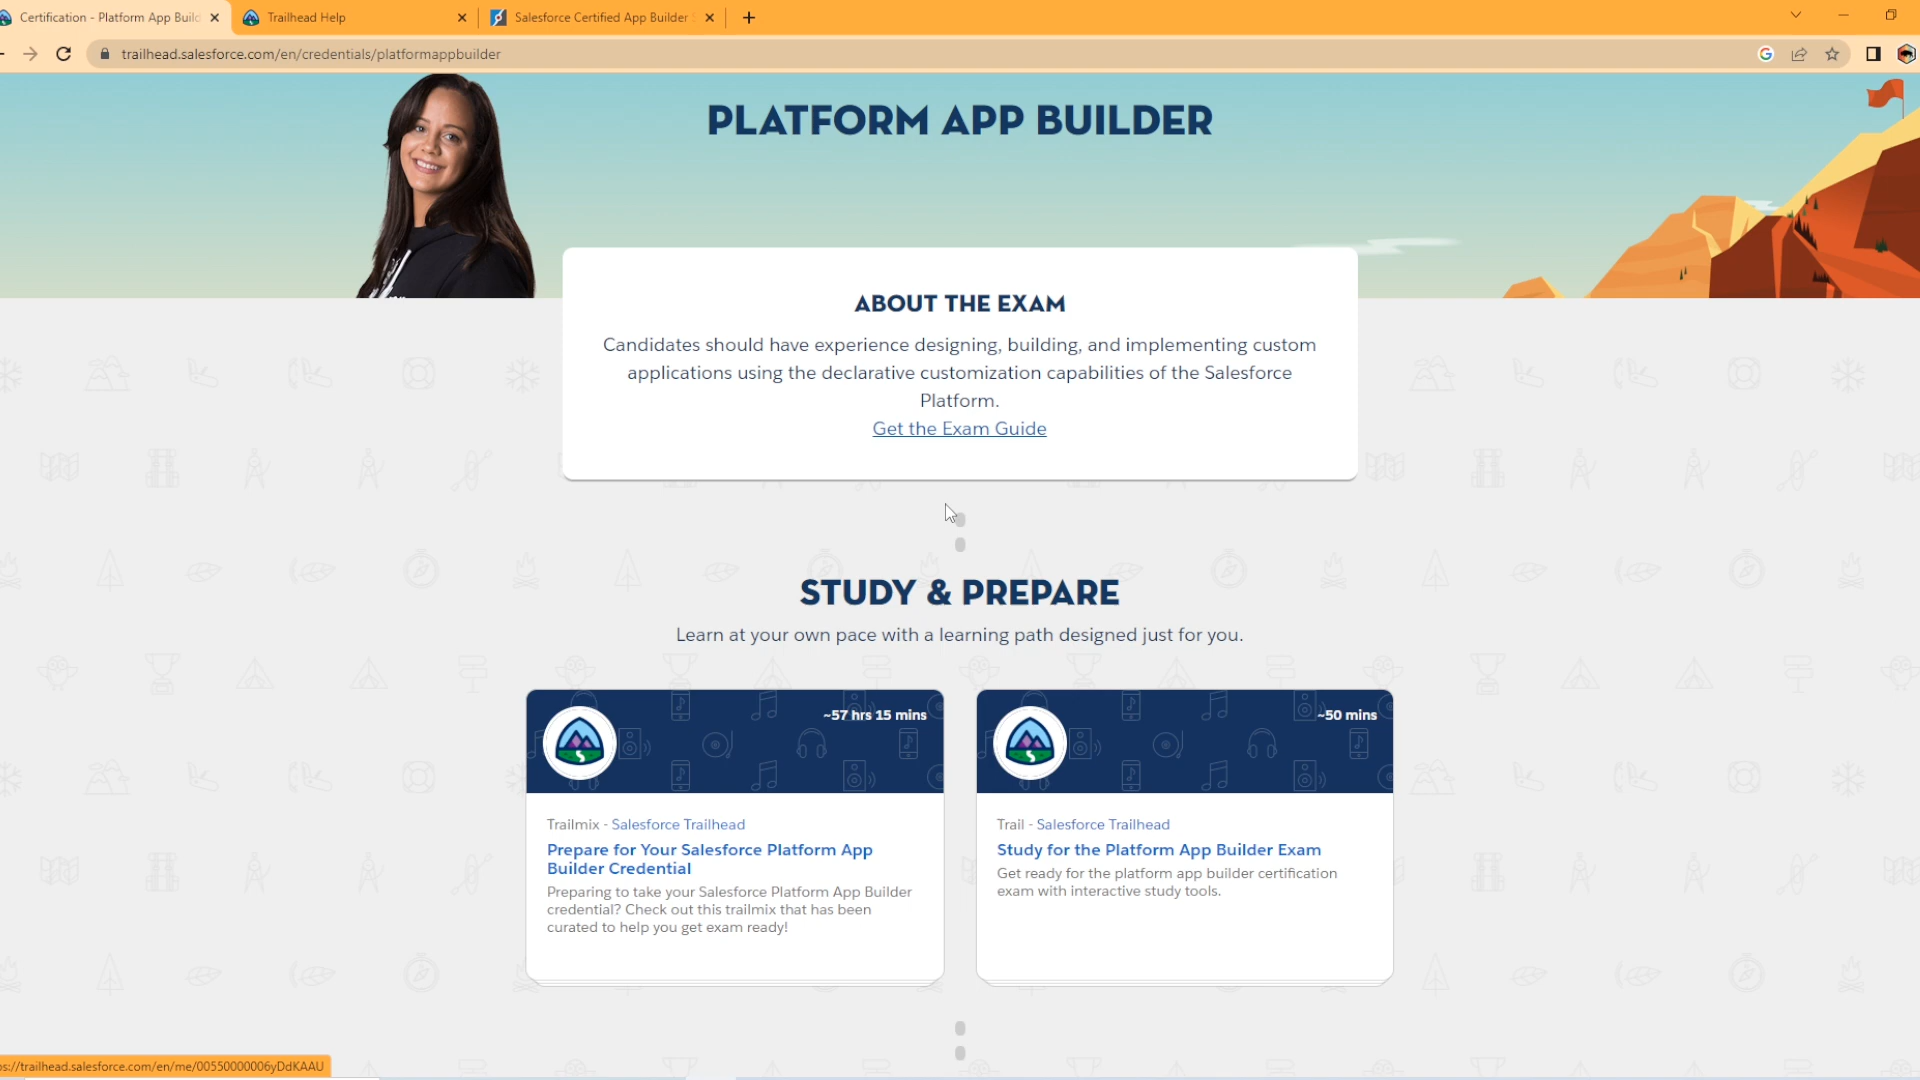 Certification - Platform App Buil
Trailhead Help
Salesforce Certified App Builder
trailhead.salesforce.com/en/credentials/platformappbuilder
PLATFORM APP BUILDER
ABOUT THE EXAM
Candidates should have experience designing, building, and implementing custom
applications using the declarative customization capabilities of the Salesforce
Platform.
Get the Exam Guide
STUDY & PREPARE
Learn at your own pace with a learning path designed just for you.
~57 hrs 15 mins
Trailmix - Salesforce Trailhead
Prepare for Your Salesforce Platform App
Builder Credential
Preparing to take your Salesforce Platform App Builder
credential? Check out this trailmix that has been
curated to help you get exam ready!
~50 mins
Trail - Salesforce Trailhead
Study for the Platform App Builder Exam
Get ready for the platform app builder certification
exam with interactive study tools.
s://trailhead.salesforce.com/en/me/00550000006yDdKAAU